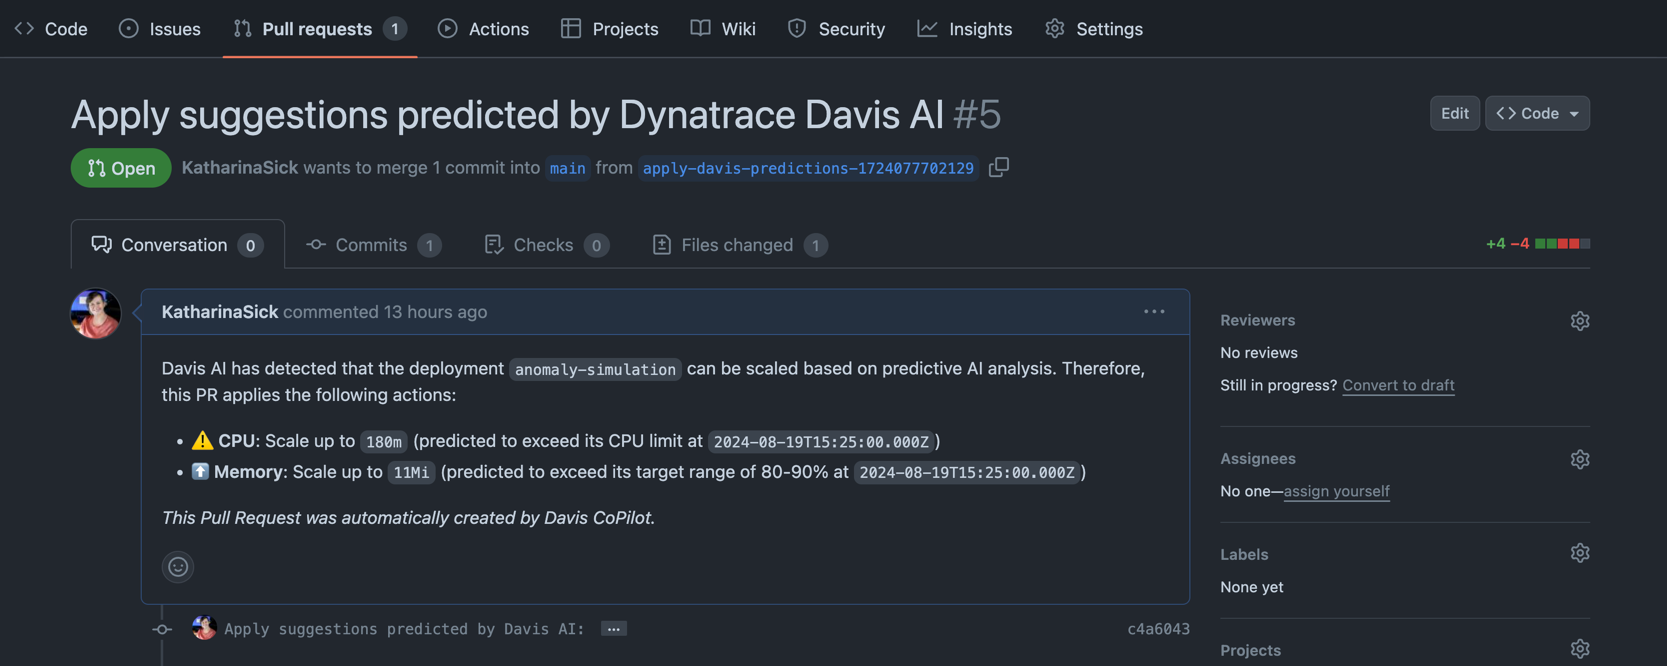 Code Issues Pull requests 1 Actions Projects Wiki Security Insights Settings
Apply suggestions predicted by Dynatrace Davis AI #5
Edit Code
Open KatharinaSick wants to merge 1 commit into main from apply-davis-predictions-1724077702129
Conversation 0 Commits 1 Checks 0 Files changed 1 +4 −4
KatharinaSick commented 13 hours ago
Davis AI has detected that the deployment anomaly-simulation can be scaled based on predictive AI analysis. Therefore,
this PR applies the following actions:
• ⚠️ CPU: Scale up to 180m (predicted to exceed its CPU limit at 2024-08-19T15:25:00.000Z)
• ⬆️ Memory: Scale up to 11Mi (predicted to exceed its target range of 80-90% at 2024-08-19T15:25:00.000Z)
This Pull Request was automatically created by Davis CoPilot.
Apply suggestions predicted by Davis AI: ... c4a6043
Reviewers
No reviews
Still in progress? Convert to draft
Assignees
No one—assign yourself
Labels
None yet
Projects